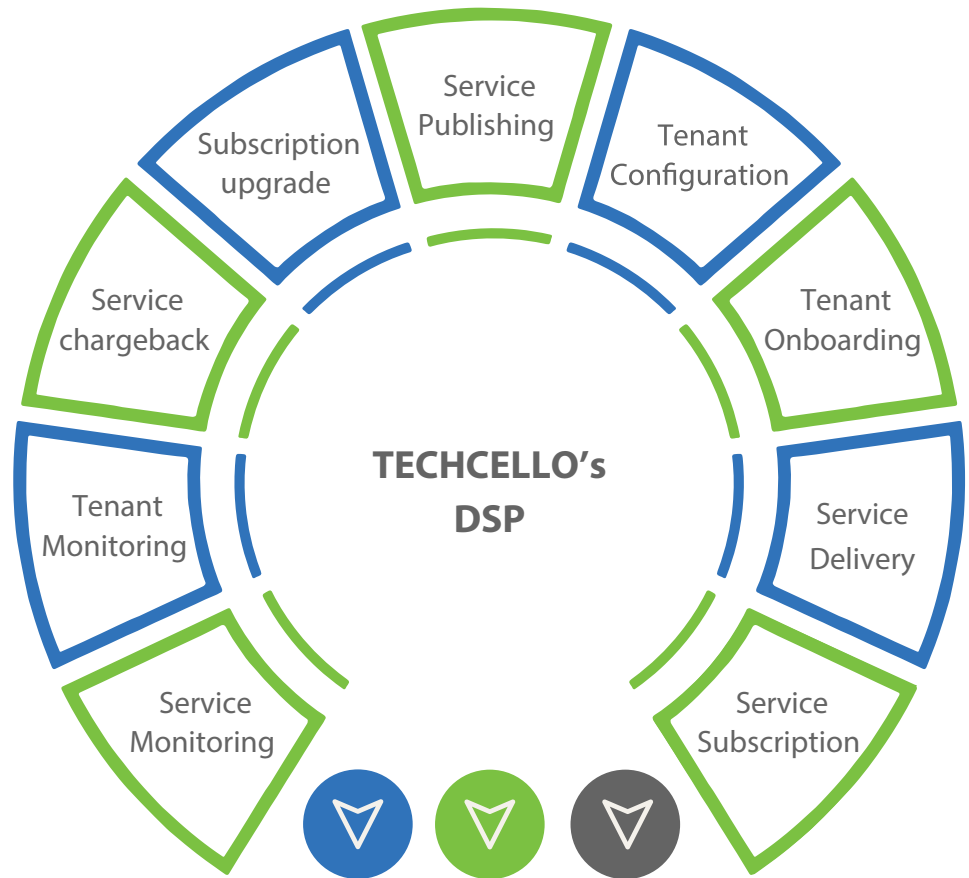 Service
Publishing
Tenant
Configuration
Tenant
Onboarding
Service
Delivery
Service
Subscription
Service
Monitoring
Tenant
Monitoring
Service
chargeback
Subscription
upgrade
TECHCELLO's
DSP